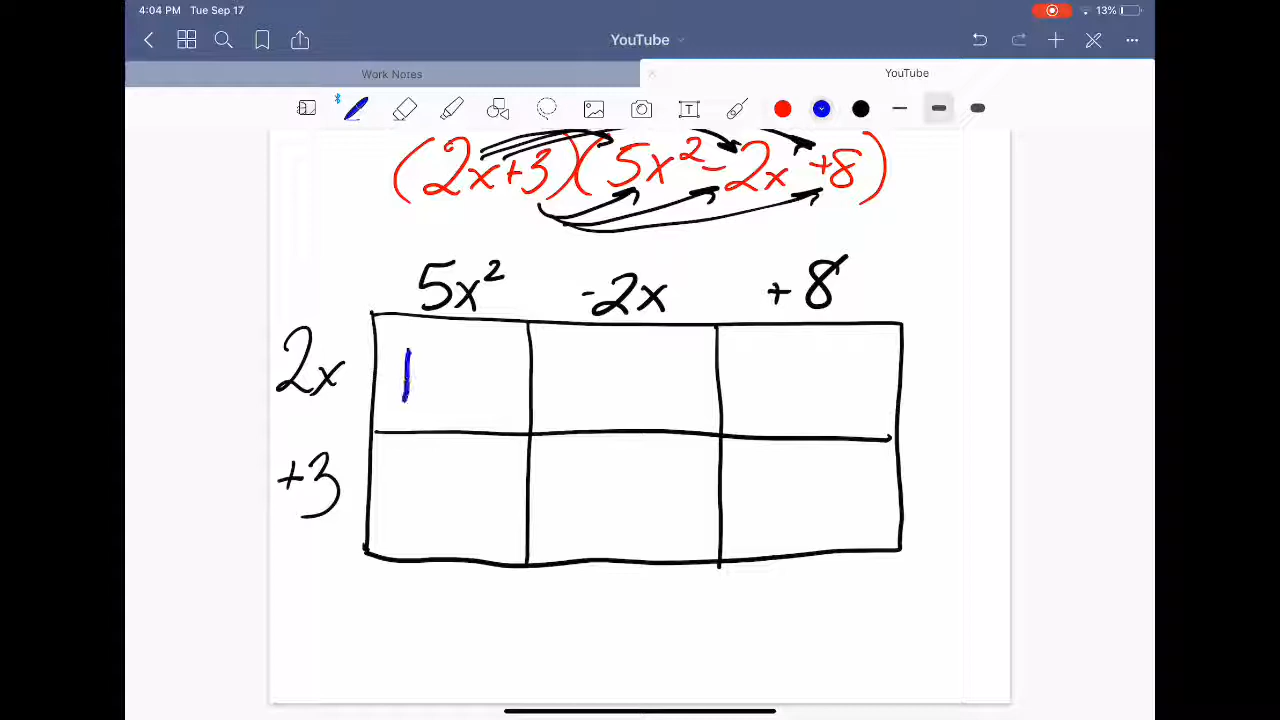 4:04 PM Tue Sep 17
13%
YouTube
Work Notes
YouTube
(2x+3)(5x²-2x+8)
5x² -2x +8
2x 1
+3